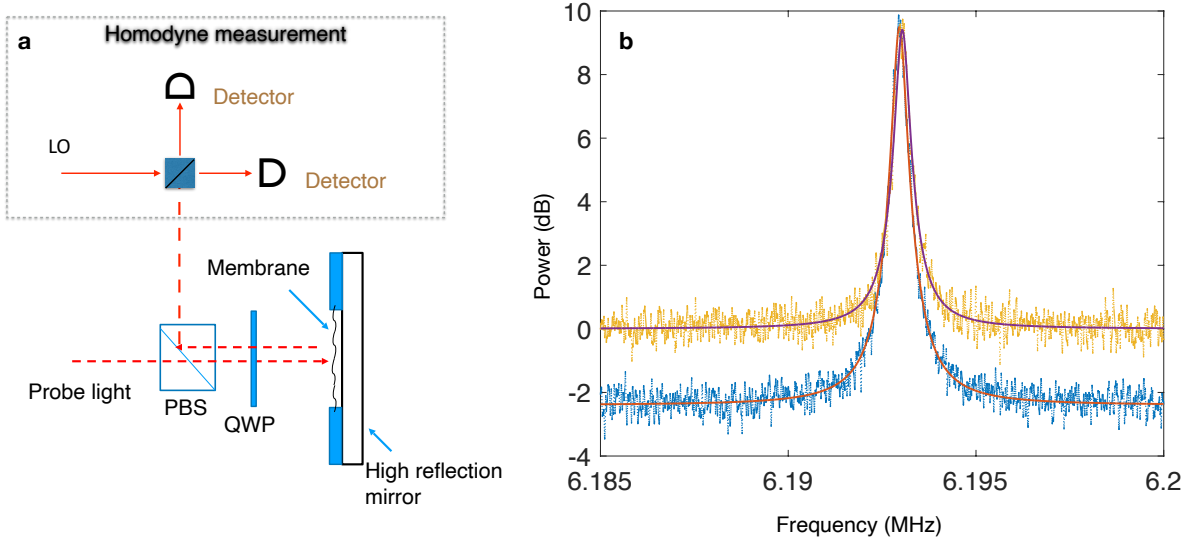 a
Homodyne measurement
Detector
LO
Detector
Membrane
Probe light
PBS
QWP
High reflection
mirror
b
Power (dB)
10
8
6
4
2
0
-2
-4
6.185
6.19
6.195
6.2
Frequency (MHz)